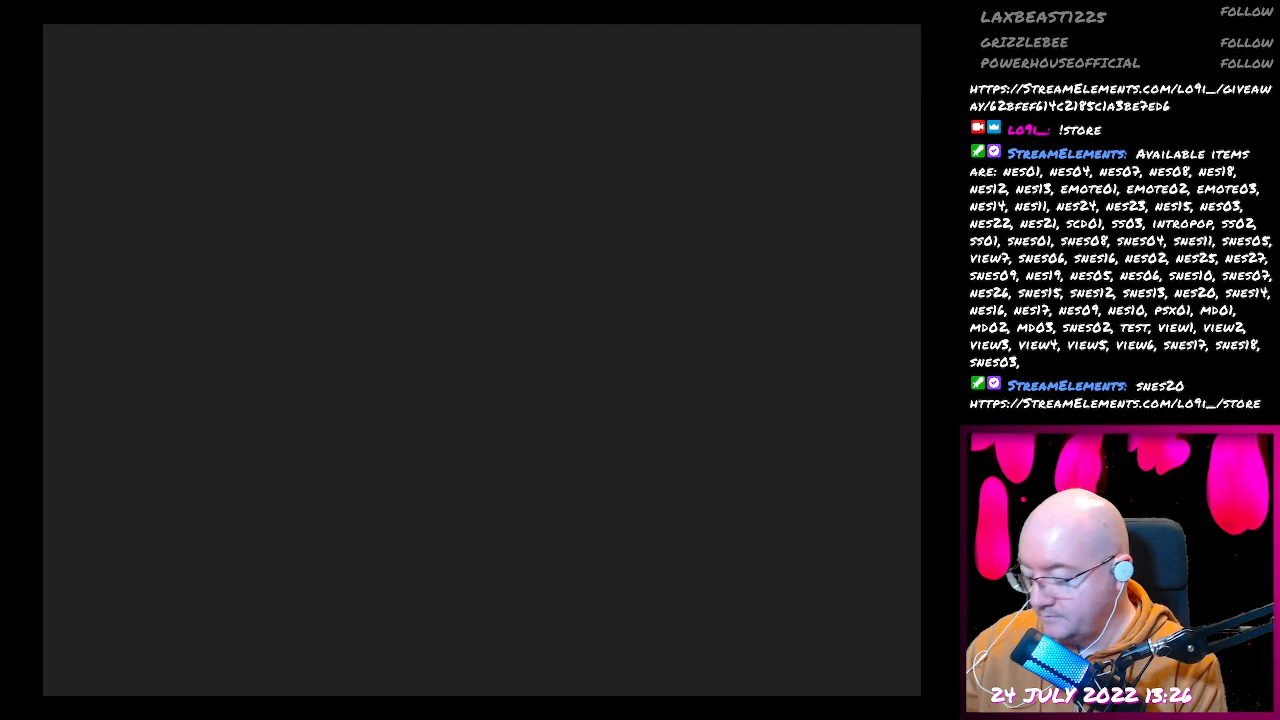 LAXBEAST1225 FOLLOW
GRIZZLEBEE FOLLOW
POWERHOUSEOFFICIAL FOLLOW
HTTPS://STREAMELEMENTS.COM/LO9I_/GIVEAW
AY/62BFEF614C2185C1A3BE7ED6
LO9I_: !STORE
STREAMELEMENTS: AVAILABLE ITEMS
ARE: NES01, NES04, NES07, NES08, NES18,
NES12, NES13, EMOTE01, EMOTE02, EMOTE03,
NES14, NES11, NES24, NES23, NES15, NES03,
NES22, NES21, SCD01, SS03, INTROPOP, SS02,
SS01, SNES01, SNES08, SNES04, SNES11, SNES05,
VIEW7, SNES06, SNES16, NES02, NES25, NES27,
SNES09, NES19, NES05, NES06, SNES10, SNES07,
NES26, SNES15, SNES12, SNES13, NES20, SNES14,
NES16, NES17, NES09, NES10, PSX01, MD01,
MD02, MD03, SNES02, TEST, VIEW1, VIEW2,
VIEW3, VIEW4, VIEW5, VIEW6, SNES17, SNES18,
SNES03,
STREAMELEMENTS: SNES20
HTTPS://STREAMELEMENTS.COM/LO9I_/STORE
24 JULY 2022 13:26